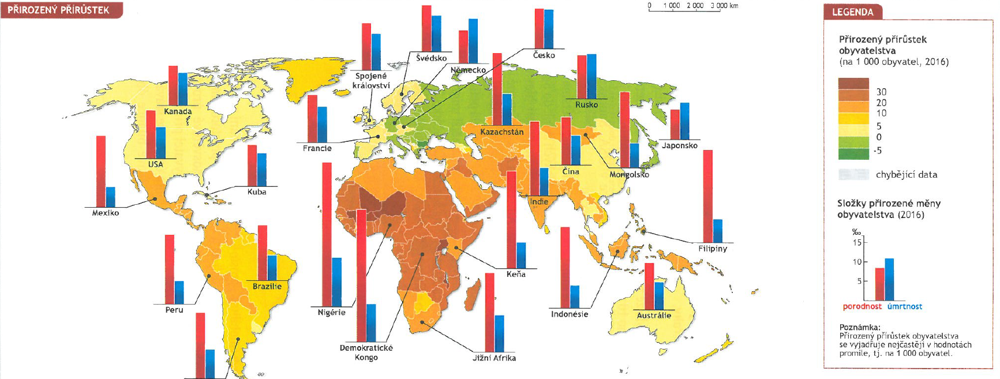 PŘIROZENÝ PŘÍRŮSTEK
0 1 000 2 000 3 000 km
Švédsko
Německo
Česko
Spojené
království
Kanada
Rusko
USA
Francie
Kazachstán
Japonsko
Mexiko
Kuba
Čína
Mongolsko
Indie
Filipíny
Peru
Brazílie
Nigérie
Keňa
Indonésie
Austrálie
Demokratické
Kongo
Jižní Afrika
LEGENDA
Přirozený přírůstek
obyvatelstva
(na 1 000 obyvatel, 2016)
30
20
10
5
0
-5
chybějící data
Složky přirozené měny
obyvatelstva (2016)
‰
15
10
5
porodnost úmrtnost
Poznámka:
Přirozený přírůstek obyvatelstva
se vyjadřuje nejčastěji v hodnotách
promile, tj. na 1 000 obyvatel.